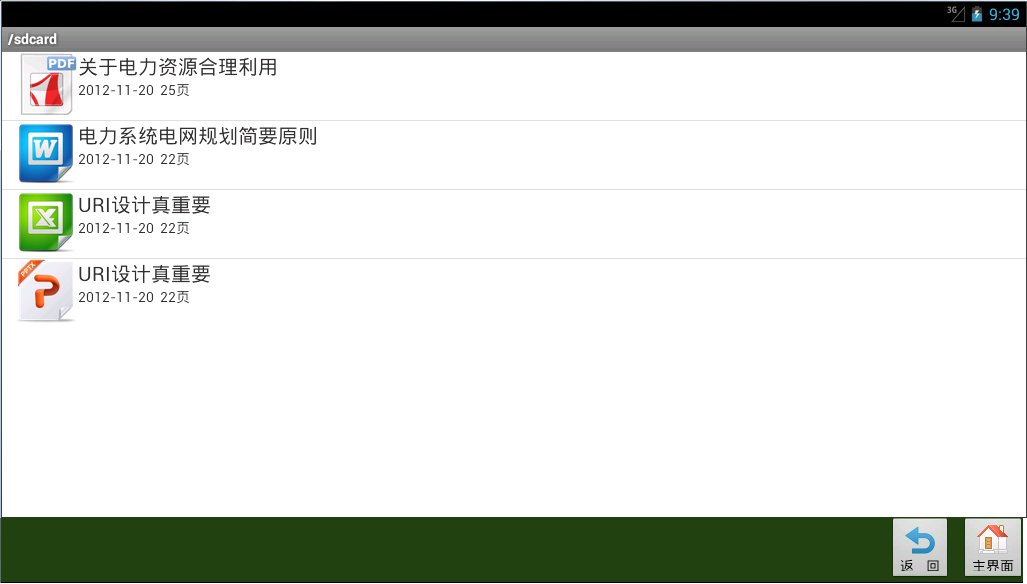 3G
9:39
/sdcard
PDF
关于电力资源合理利用
2012-11-20 25页
W
电力系统电网规划简要原则
2012-11-20 22页
X
URI设计真重要
2012-11-20 22页
PPTX
P
URI设计真重要
2012-11-20 22页
返 回
主界面